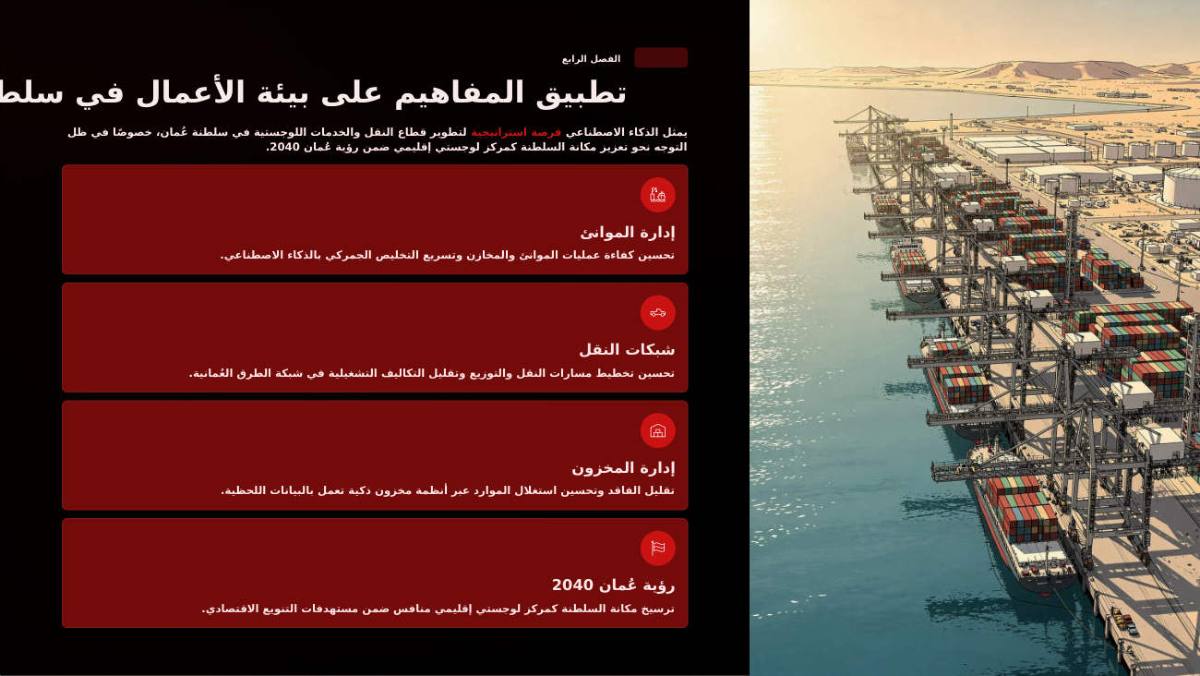 الفصل الرابع
تطبيق المفاهيم على بيئة الأعمال في سلط
يمثل الذكاء الاصطناعي فرصة استراتيجية لتطوير قطاع النقل والخدمات اللوجستية في سلطنة عُمان، خصوصًا في ظل
التوجه نحو تعزيز مكانة السلطنة كمركز لوجستي إقليمي ضمن رؤية عُمان 2040.
إدارة الموانئ
تحسين كفاءة عمليات الموانئ والمخازن وتسريع التخليص الجمركي بالذكاء الاصطناعي.
شبكات النقل
تحسين تخطيط مسارات النقل والتوزيع وتقليل التكاليف التشغيلية في شبكة الطرق العُمانية.
إدارة المخزون
تقليل الفاقد وتحسين استغلال الموارد عبر أنظمة مخزون ذكية تعمل بالبيانات اللحظية.
رؤية عُمان 2040
ترسيخ مكانة السلطنة كمركز لوجستي إقليمي منافس ضمن مستهدفات التنويع الاقتصادي.